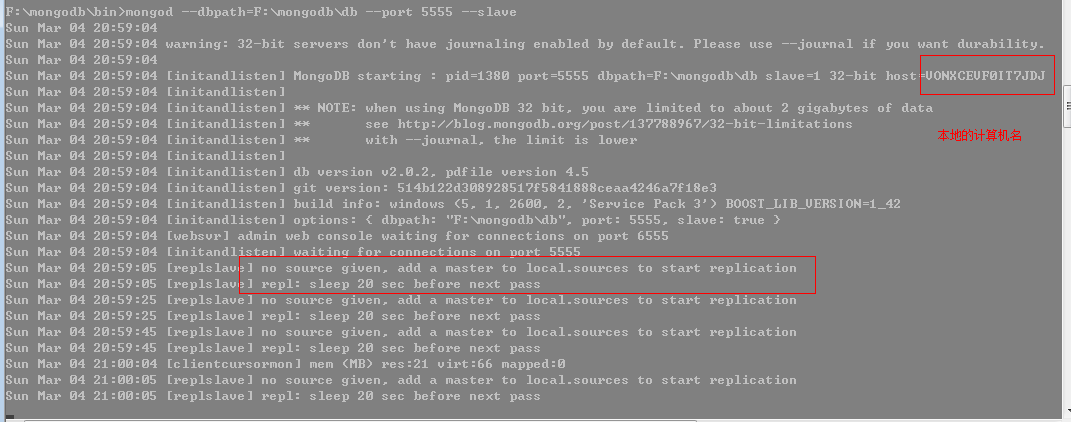 F:\mongodb\bin>mongod --dbpath=F:\mongodb\db --port 5555 --slave
Sun Mar 04 20:59:04
Sun Mar 04 20:59:04 warning: 32-bit servers don't have journaling enabled by default. Please use --journal if you want durability.
Sun Mar 04 20:59:04
Sun Mar 04 20:59:04 [initandlisten] MongoDB starting : pid=1380 port=5555 dbpath=F:\mongodb\db slave=1 32-bit host=VONXCEVF0IT7JDJ
Sun Mar 04 20:59:04 [initandlisten]
Sun Mar 04 20:59:04 [initandlisten] ** NOTE: when using MongoDB 32 bit, you are limited to about 2 gigabytes of data
Sun Mar 04 20:59:04 [initandlisten] **       see http://blog.mongodb.org/post/137788967/32-bit-limitations
本地的计算机名
Sun Mar 04 20:59:04 [initandlisten] **       with --journal, the limit is lower
Sun Mar 04 20:59:04 [initandlisten]
Sun Mar 04 20:59:04 [initandlisten] db version v2.0.2, pdfile version 4.5
Sun Mar 04 20:59:04 [initandlisten] git version: 514b122d308928517f5841888ceaa4246a7f18e3
Sun Mar 04 20:59:04 [initandlisten] build info: windows (5, 1, 2600, 2, 'Service Pack 3') BOOST_LIB_VERSION=1_42
Sun Mar 04 20:59:04 [initandlisten] options: { dbpath: "F:\mongodb\db", port: 5555, slave: true }
Sun Mar 04 20:59:04 [websvr] admin web console waiting for connections on port 6555
Sun Mar 04 20:59:04 [initandlisten] waiting for connections on port 5555
Sun Mar 04 20:59:05 [replslave] no source given, add a master to local.sources to start replication
Sun Mar 04 20:59:05 [replslave] repl: sleep 20 sec before next pass
Sun Mar 04 20:59:25 [replslave] no source given, add a master to local.sources to start replication
Sun Mar 04 20:59:25 [replslave] repl: sleep 20 sec before next pass
Sun Mar 04 20:59:45 [replslave] no source given, add a master to local.sources to start replication
Sun Mar 04 20:59:45 [replslave] repl: sleep 20 sec before next pass
Sun Mar 04 21:00:04 [clientcursormon] mem (MB) res:21 virt:66 mapped:0
Sun Mar 04 21:00:05 [replslave] no source given, add a master to local.sources to start replication
Sun Mar 04 21:00:05 [replslave] repl: sleep 20 sec before next pass